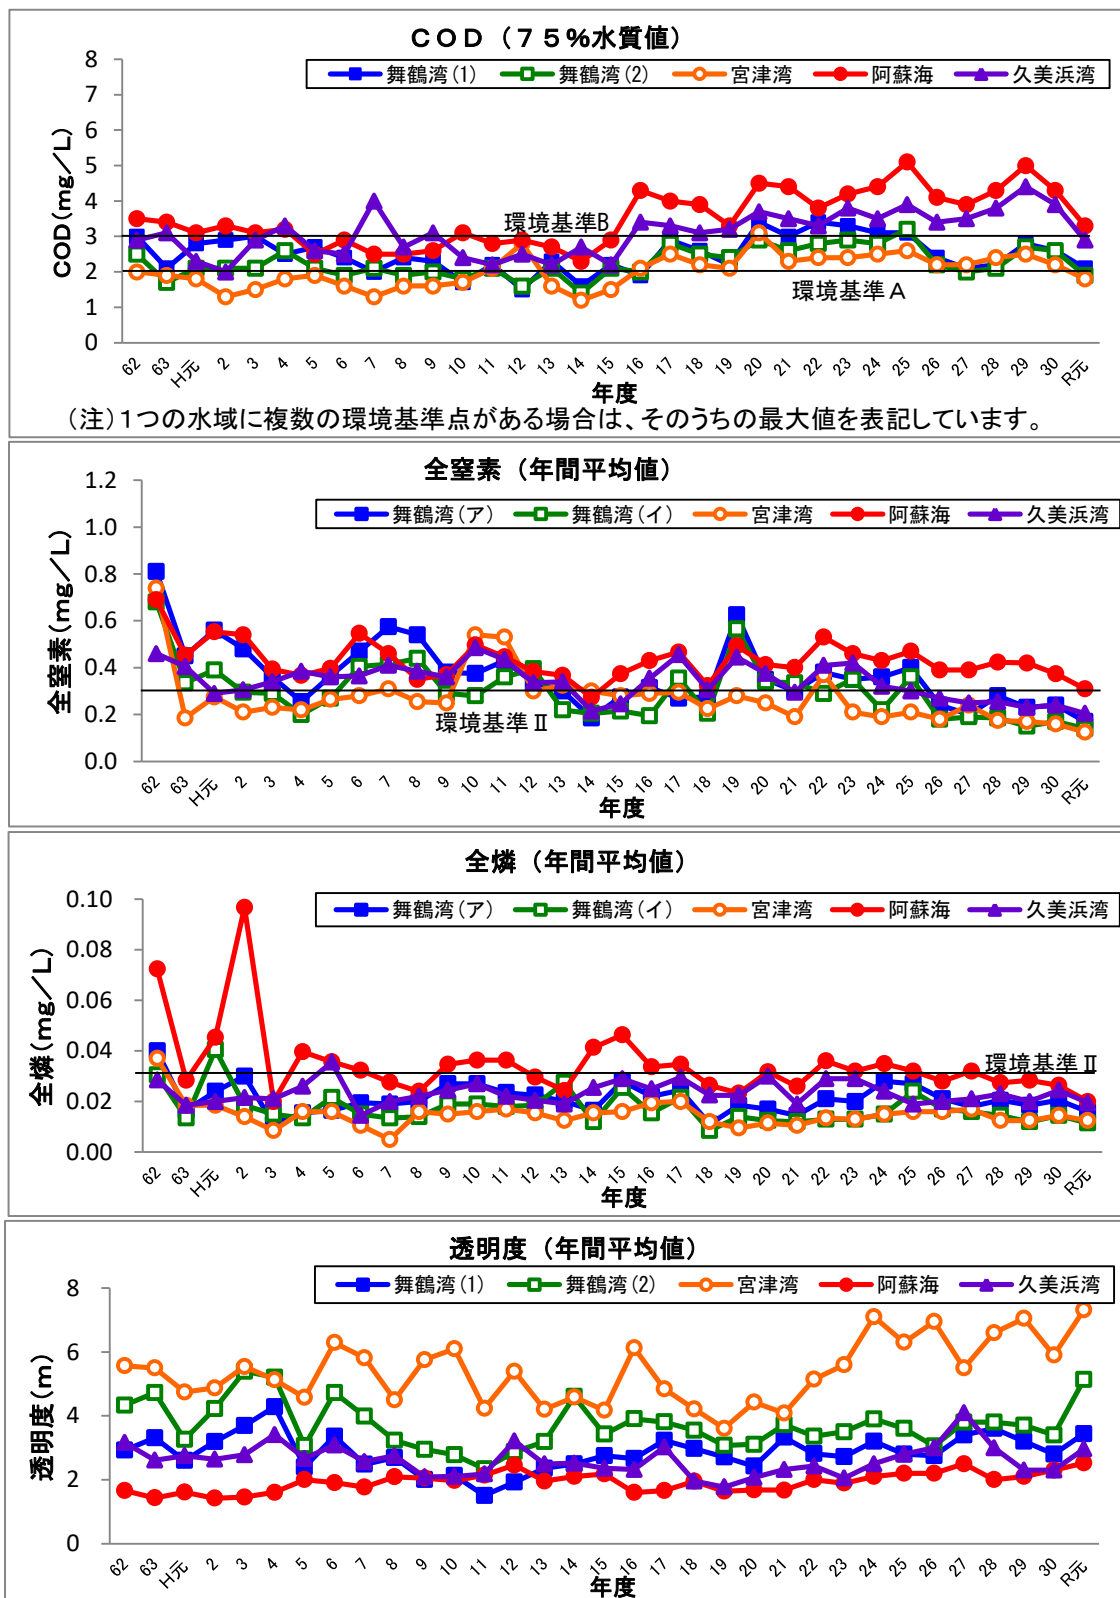 ＣＯＤ（７５％水質値）
舞鶴湾(1) 舞鶴湾(2) 宮津湾 阿蘇海 久美浜湾
COD(mg／L)
8
7
6
5
4
3
2
1
0
環境基準B
環境基準Ａ
62 63 H元 2 3 4 5 6 7 8 9 10 11 12 13 14 15 16 17 18 19 20 21 22 23 24 25 26 27 28 29 30 R元
年度
（注）１つの水域に複数の環境基準点がある場合は、そのうちの最大値を表記しています。
全窒素（年間平均値）
舞鶴湾(ア) 舞鶴湾(イ) 宮津湾 阿蘇海 久美浜湾
全窒素(mg／L)
1.2
1.0
0.8
0.6
0.4
0.2
0.0
環境基準Ⅱ
62 63 H元 2 3 4 5 6 7 8 9 10 11 12 13 14 15 16 17 18 19 20 21 22 23 24 25 26 27 28 29 30 R元
年度
全燐（年間平均値）
舞鶴湾(ア) 舞鶴湾(イ) 宮津湾 阿蘇海 久美浜湾
全燐(mg／L)
0.10
0.08
0.06
0.04
0.02
0.00
環境基準Ⅱ
62 63 H元 2 3 4 5 6 7 8 9 10 11 12 13 14 15 16 17 18 19 20 21 22 23 24 25 26 27 28 29 30 R元
年度
透明度（年間平均値）
舞鶴湾(1) 舞鶴湾(2) 宮津湾 阿蘇海 久美浜湾
透明度(m)
8
6
4
2
0
62 63 H元 2 3 4 5 6 7 8 9 10 11 12 13 14 15 16 17 18 19 20 21 22 23 24 25 26 27 28 29 30 R元
年度